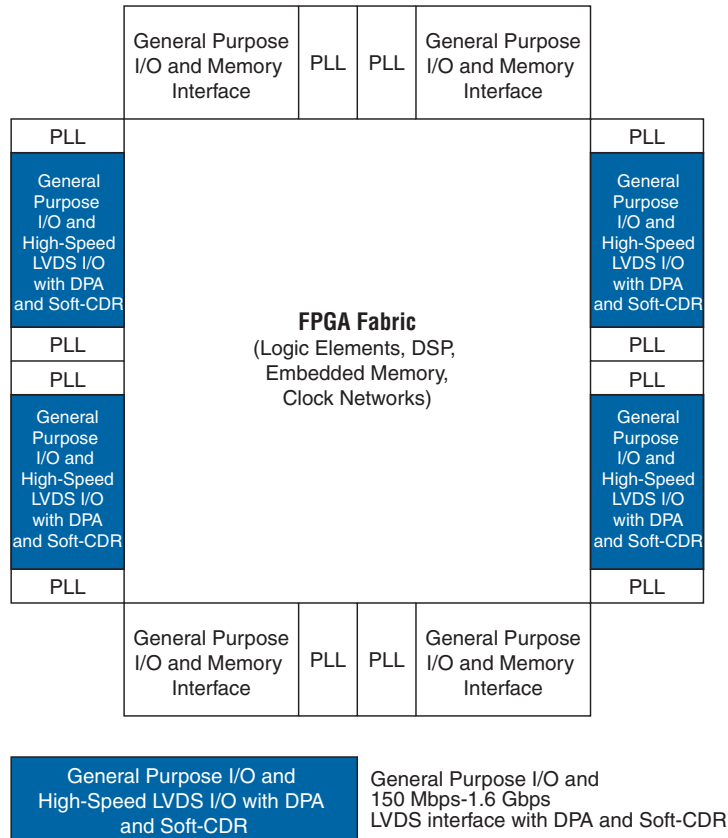 General Purpose
I/O and Memory
Interface
PLL
PLL
General Purpose
I/O and Memory
Interface
PLL
PLL
General
Purpose
I/O and
High-Speed
LVDS I/O
with DPA
and Soft-CDR
General
Purpose
I/O and
High-Speed
LVDS I/O
with DPA
and Soft-CDR
FPGA Fabric
(Logic Elements, DSP,
Embedded Memory,
Clock Networks)
PLL
PLL
PLL
PLL
General
Purpose
I/O and
High-Speed
LVDS I/O
with DPA
and Soft-CDR
General
Purpose
I/O and
High-Speed
LVDS I/O
with DPA
and Soft-CDR
PLL
PLL
General Purpose
I/O and Memory
Interface
PLL
PLL
General Purpose
I/O and Memory
Interface
General Purpose I/O and
High-Speed LVDS I/O with DPA
and Soft-CDR
General Purpose I/O and
150 Mbps-1.6 Gbps
LVDS interface with DPA and Soft-CDR